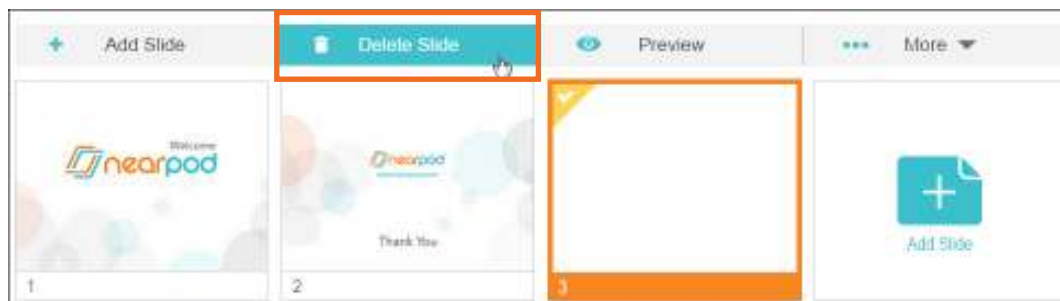 Add Slide
Delete Slide
Preview
More
Welcome
nearpod
1
nearpod
Thank You
2
3
Add Slide